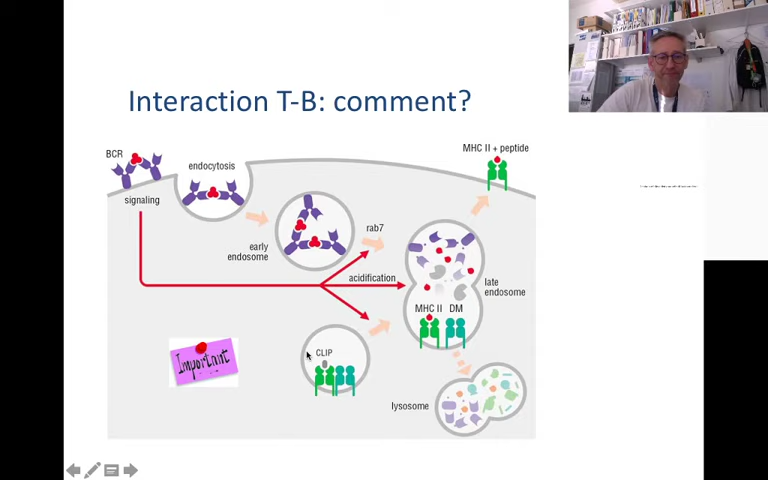 Interaction T-B: comment?
BCR
endocytosis
MHC II + peptide
signaling
rab7
early
endosome
acidification
late
endosome
MHC II DM
CLIP
Important
lysosome